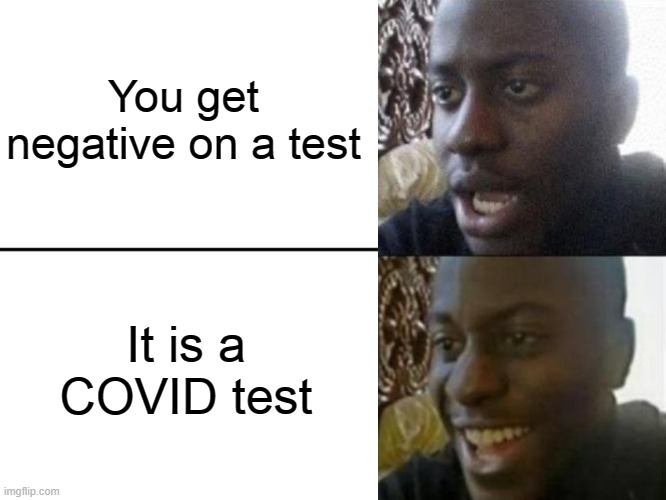 You get
negative on a test
It is a
COVID test
imgflip.com